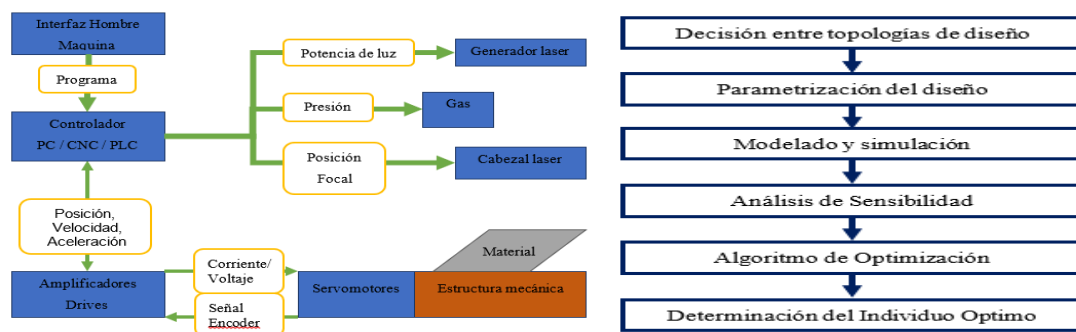 Interfaz Hombre
Maquina
Programa
Controlador
PC / CNC / PLC
Potencia de luz
Generador laser
Presión
Gas
Posición
Focal
Cabezal laser
Posición,
Velocidad,
Aceleración
Amplificadores
Drives
Corriente/
Voltaje
Señal
Encoder
Servomotores
Material
Estructura mecánica
Decisión entre topologías de diseño
Parametrización del diseño
Modelado y simulación
Análisis de Sensibilidad
Algoritmo de Optimización
Determinación del Individuo Optimo